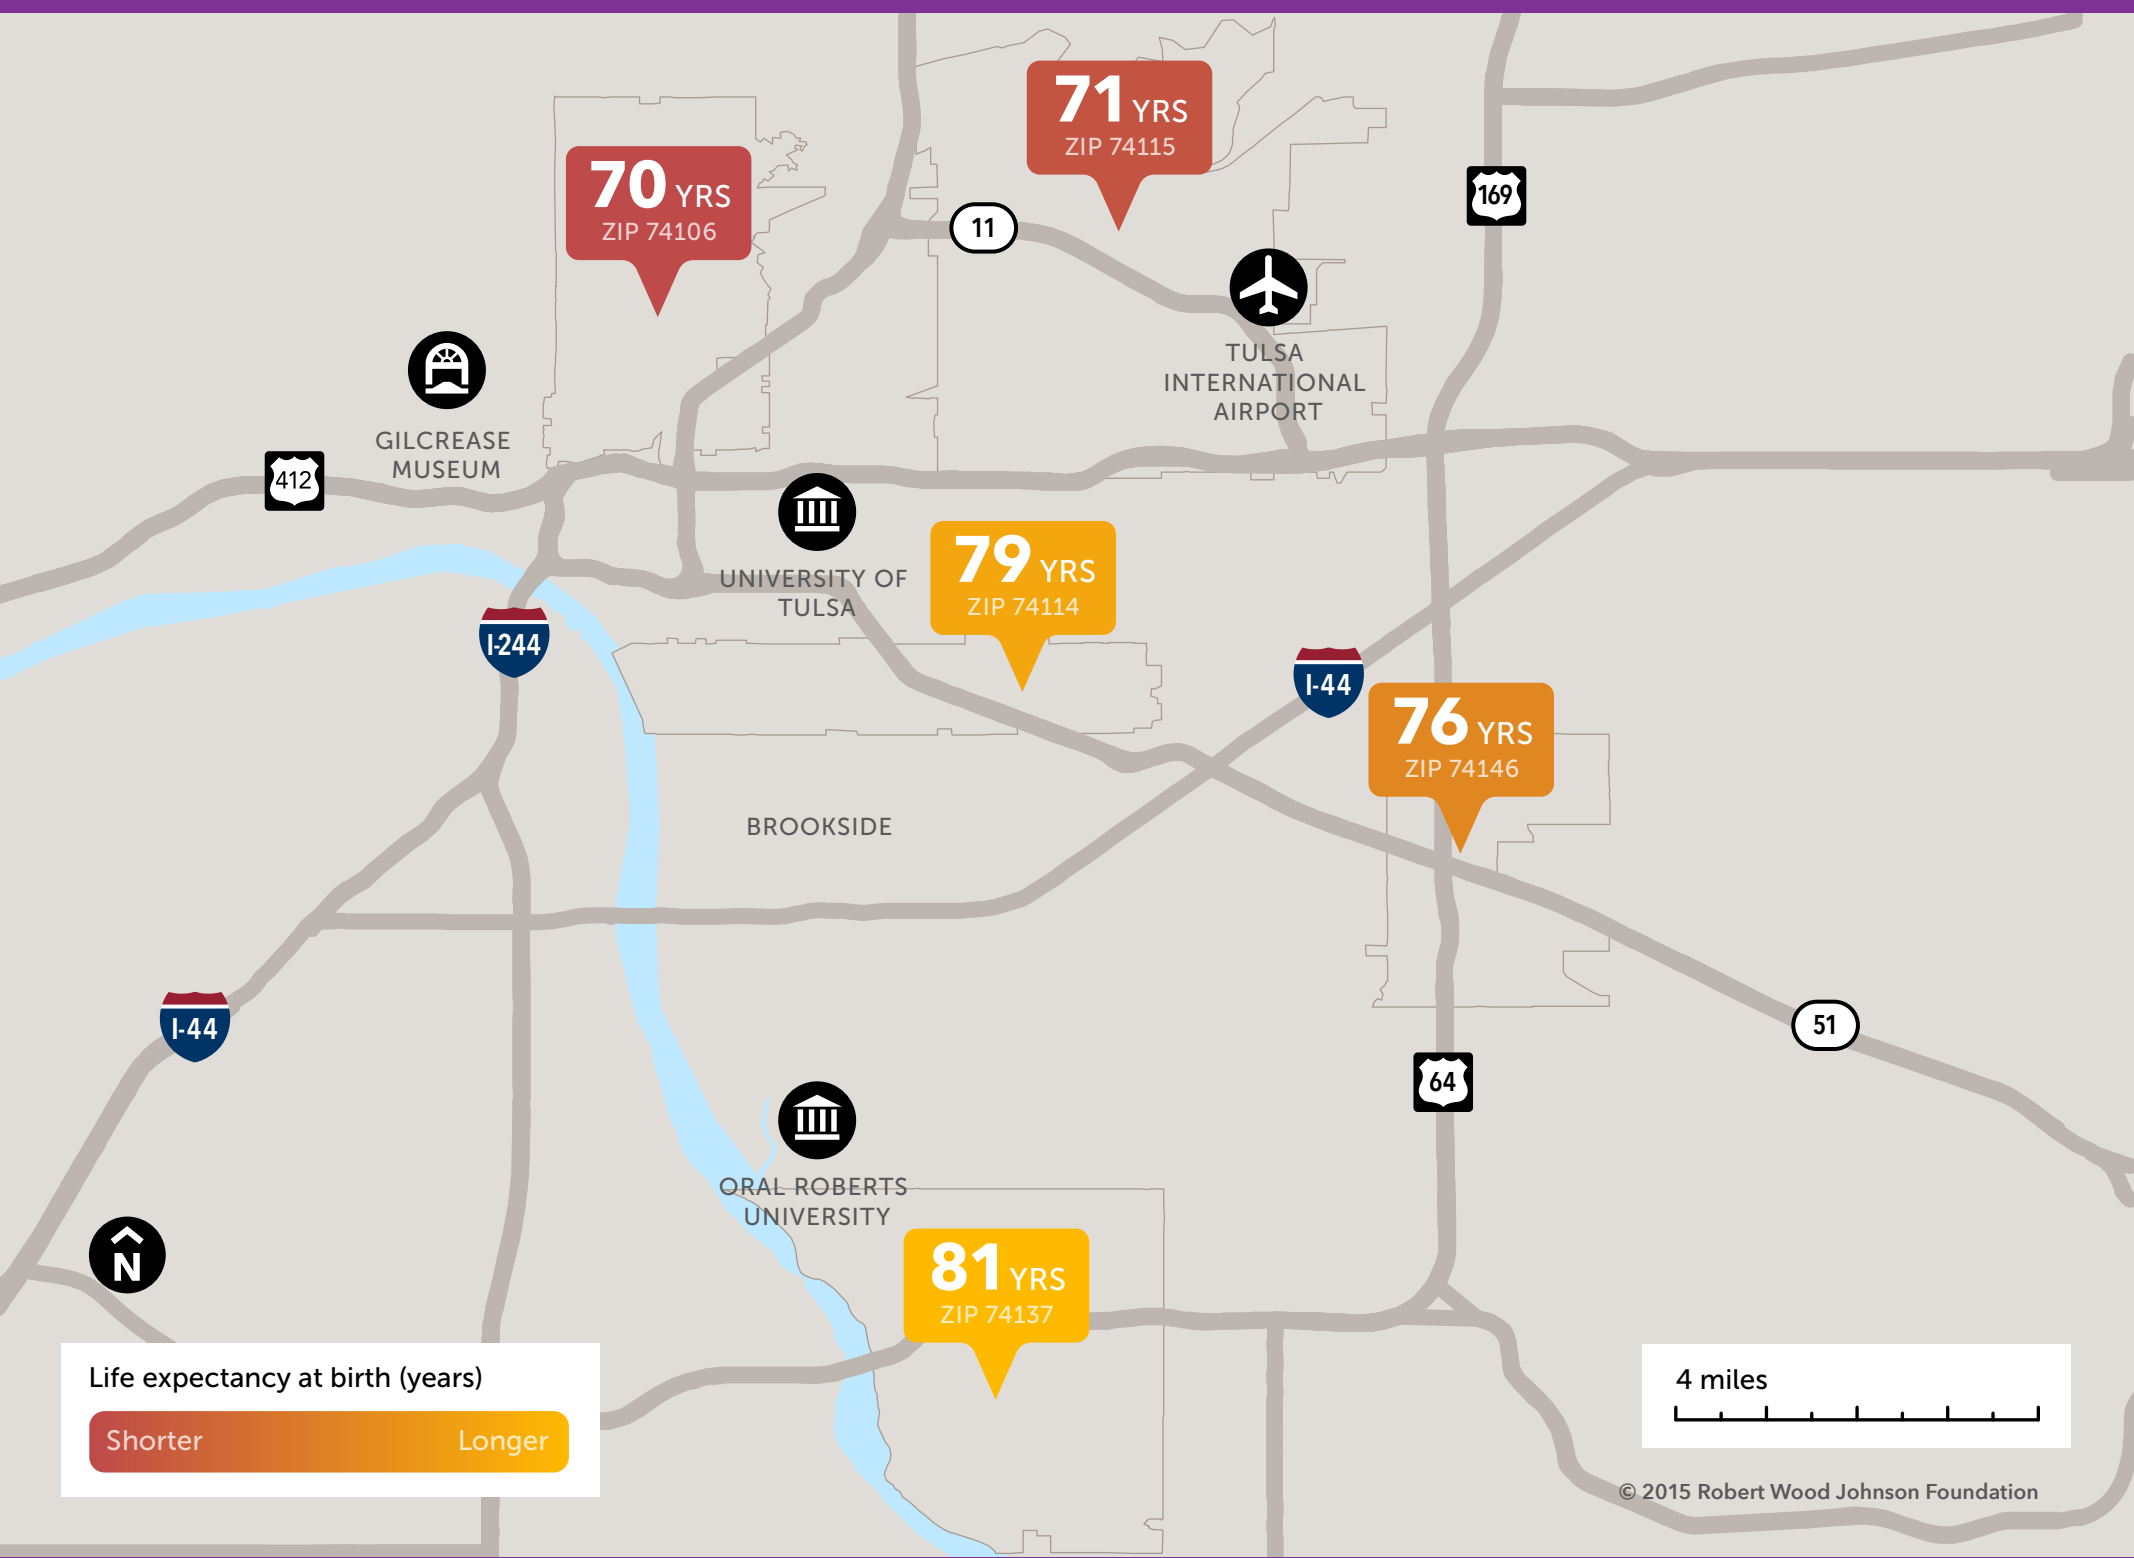 71 YRS
ZIP 74115
70 YRS
ZIP 74106
169
11
TULSA
INTERNATIONAL
AIRPORT
GILCREASE
MUSEUM
412
79 YRS
ZIP 74114
UNIVERSITY OF
TULSA
I-244
I-44
76 YRS
ZIP 74146
BROOKSIDE
I-44
51
64
ORAL ROBERTS
UNIVERSITY
N
81 YRS
ZIP 74137
Life expectancy at birth (years)
Shorter
Longer
4 miles
© 2015 Robert Wood Johnson Foundation